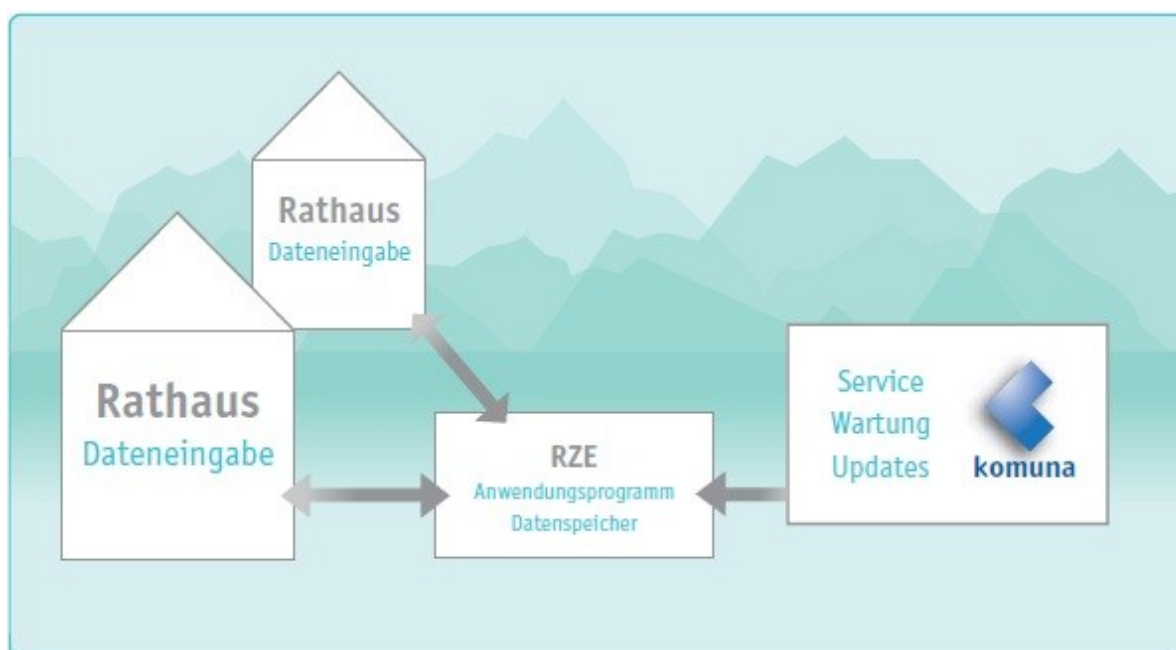 Rathaus
Dateneingabe
Rathaus
Dateneingabe
RZE
Anwendungsprogramm
Datenspeicher
Service
Wartung
Updates
komuna